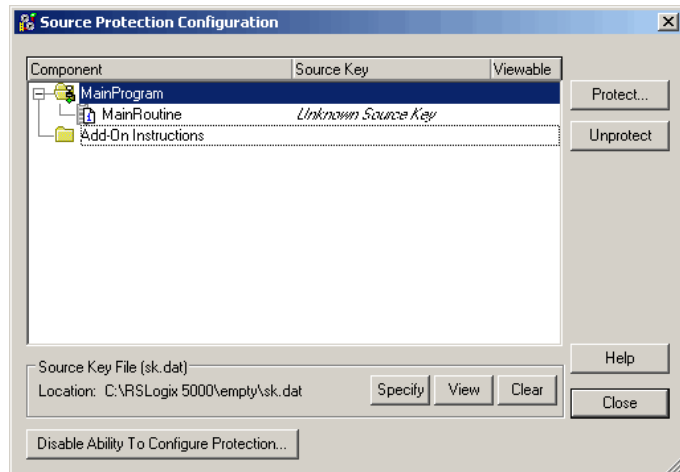 Source Protection Configuration
Component Source Key Viewable
MainProgram
MainRoutine Unknown Source Key
Add-On Instructions
Protect...
Unprotect
Source Key File (sk.dat)
Location: C:\RSLogix 5000\empty\sk.dat
Specify View Clear
Help
Close
Disable Ability To Configure Protection...